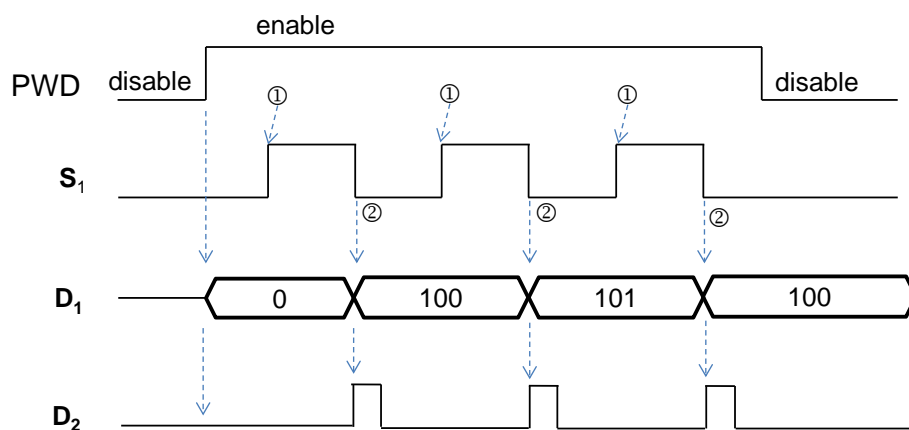 enable
disable
PWD
disable
① ① ①
S₁
② ② ②
D₁ 0 100 101 100
D₂